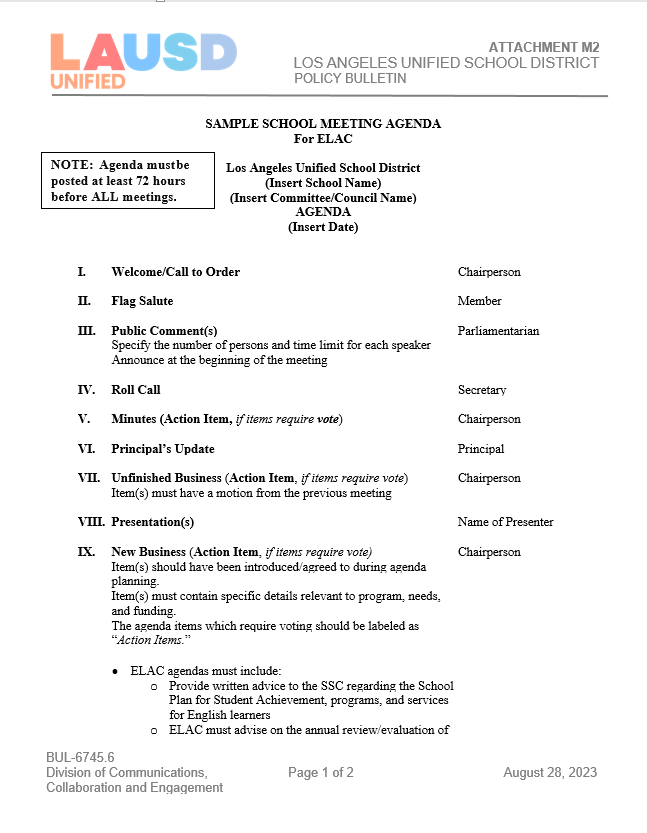 LAUSD
UNIFIED
ATTACHMENT M2
LOS ANGELES UNIFIED SCHOOL DISTRICT
POLICY BULLETIN
SAMPLE SCHOOL MEETING AGENDA
For ELAC
NOTE: Agenda mustbe
posted at least 72 hours
before ALL meetings.
Los Angeles Unified School District
(Insert School Name)
(Insert Committee/Council Name)
AGENDA
(Insert Date)
I. Welcome/Call to Order Chairperson
II. Flag Salute Member
III. Public Comment(s) Parliamentarian
Specify the number of persons and time limit for each speaker
Announce at the beginning of the meeting
IV. Roll Call Secretary
V. Minutes (Action Item, if items require vote) Chairperson
VI. Principal's Update Principal
VII. Unfinished Business (Action Item, if items require vote) Chairperson
Item(s) must have a motion from the previous meeting
VIII. Presentation(s) Name of Presenter
IX. New Business (Action Item, if items require vote) Chairperson
Item(s) should have been introduced/agreed to during agenda
planning.
Item(s) must contain specific details relevant to program, needs,
and funding.
The agenda items which require voting should be labeled as
“Action Items.”
• ELAC agendas must include:
o Provide written advice to the SSC regarding the School
Plan for Student Achievement, programs, and services
for English learners
o ELAC must advise on the annual review/evaluation of
BUL-6745.6
Division of Communications, Page 1 of 2 August 28, 2023
Collaboration and Engagement